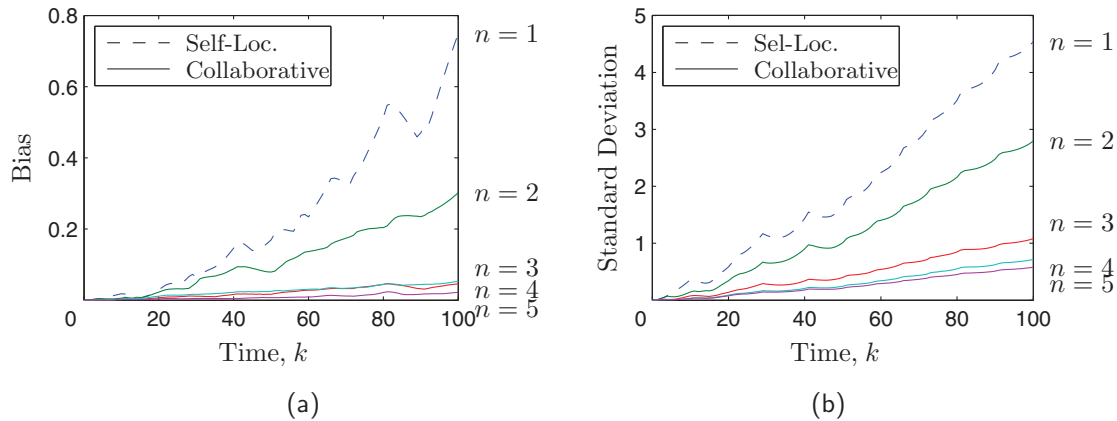 0.8
0.6
0.4
0.2
Bias
Self-Loc.
Collaborative
n = 1
n = 2
n = 3
n = 4
n = 5
0 20 40 60 80 100
Time, k
(a)
5
4
3
2
1
Standard Deviation
Sel-Loc.
Collaborative
n = 1
n = 2
n = 3
n = 4
n = 5
0 20 40 60 80 100
Time, k
(b)